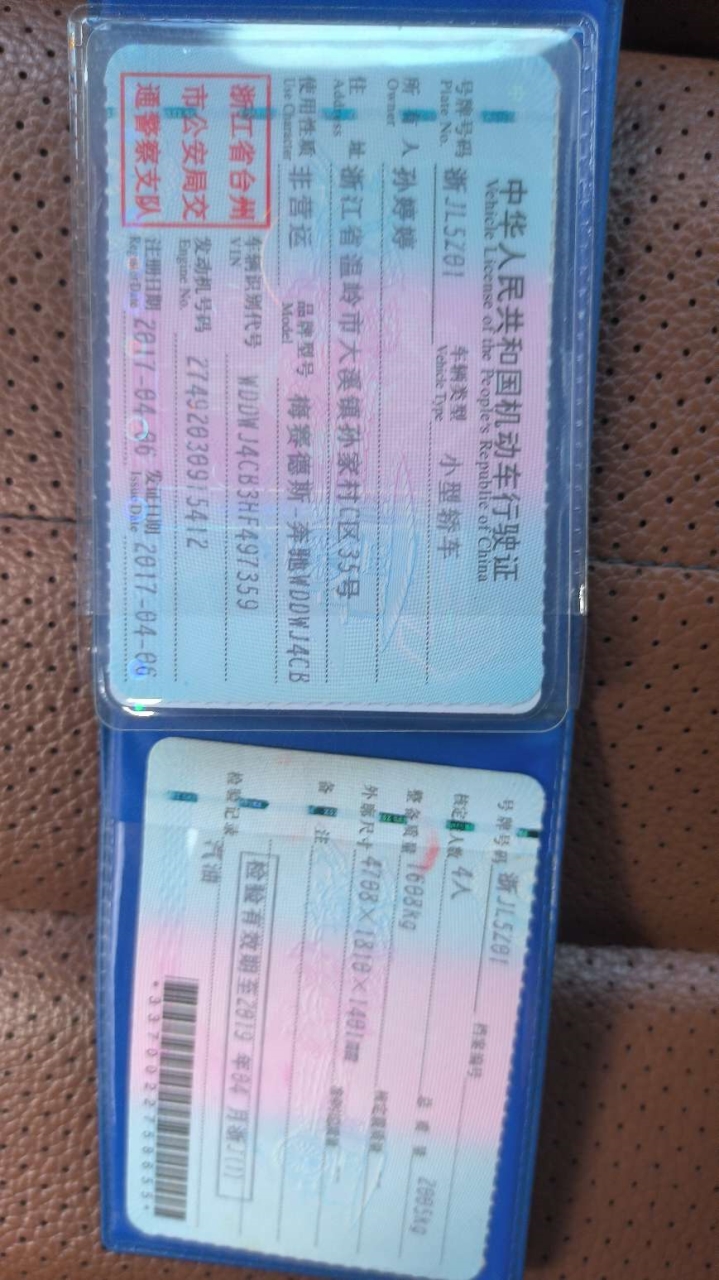 中华人民共和国机动车行驶证
Vehicle License of the People's Republic of China
号牌号码 浙JL5Z01 车辆类型 小型轿车
Plate No. Vehicle Type
所有人 孙婷婷
Owner
住址 浙江省温岭市大溪镇孙家村C区35号
Address
使用性质 非营运 品牌型号 梅赛德斯-奔驰WDDWJ4CB
Use Character Model
浙江省台州
市公安局交
通警察支队
车辆识别代号 WDDWJ4CB3HF497359
VIN
发动机号码 27492030915412
Engine No.
注册日期 2017-04-06 发证日期 2017-04-06
Register Date Issue Date
号牌号码 浙JL5Z01 档案编号
核定载人数 4人 总质量 2005kg
整备质量 1608kg 核定载质量
外廓尺寸 4708×1810×1401mm
备注
检验有效期至2019年04月浙J(1)
检验记录
汽油
*3370022758655*